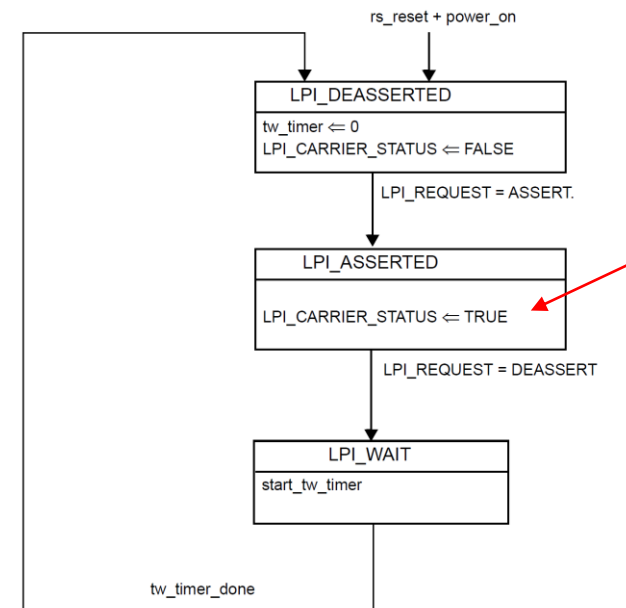 rs_reset + power_on
LPI_DEASSERTED
tw_timer ⇐ 0
LPI_CARRIER_STATUS ⇐ FALSE
LPI_REQUEST = ASSERT.
LPI_ASSERTED
LPI_CARRIER_STATUS ⇐ TRUE
LPI_REQUEST = DEASSERT
LPI_WAIT
start_tw_timer
tw_timer_done